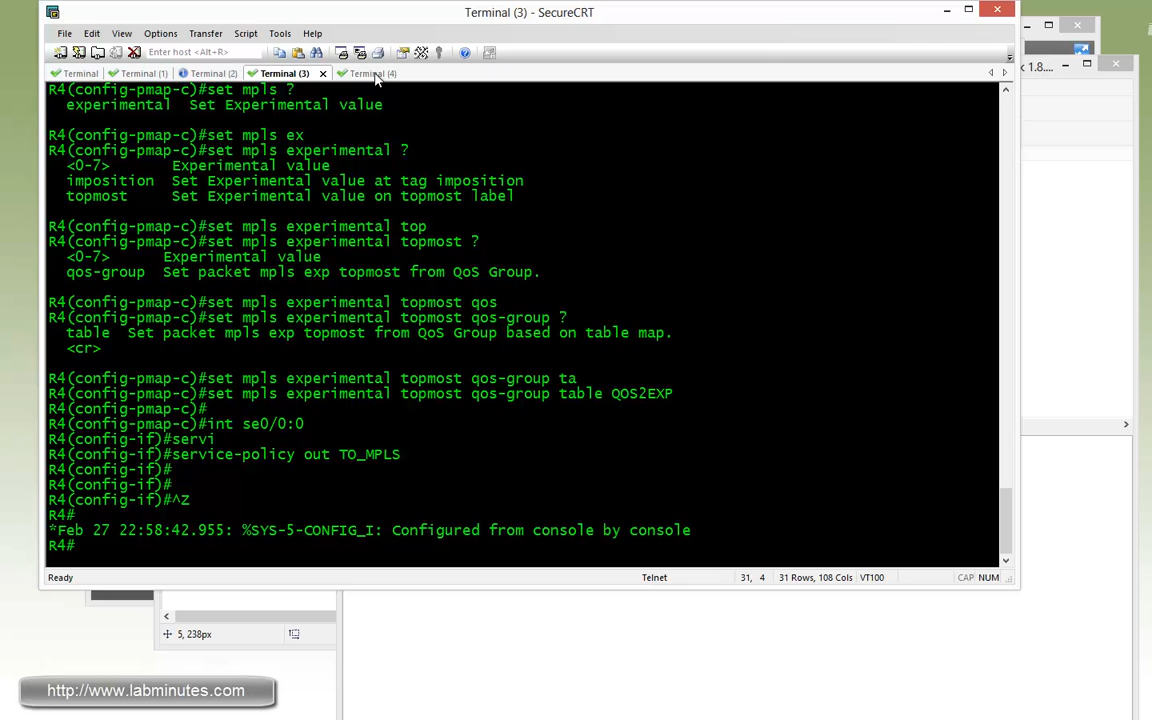 Terminal (3) - SecureCRT
File Edit View Options Transfer Script Tools Help
Enter host <Alt+R>
Terminal Terminal (1) Terminal (2) Terminal (3) Terminal (4)
k 1.8....
R4(config-pmap-c)#set mpls ?
experimental Set Experimental value
R4(config-pmap-c)#set mpls ex
R4(config-pmap-c)#set mpls experimental ?
<0-7> Experimental value
imposition Set Experimental value at tag imposition
topmost Set Experimental value on topmost label
R4(config-pmap-c)#set mpls experimental top
R4(config-pmap-c)#set mpls experimental topmost ?
<0-7> Experimental value
qos-group Set packet mpls exp topmost from QoS Group.
R4(config-pmap-c)#set mpls experimental topmost qos
R4(config-pmap-c)#set mpls experimental topmost qos-group ?
table Set packet mpls exp topmost from QoS Group based on table map.
<cr>
R4(config-pmap-c)#set mpls experimental topmost qos-group ta
R4(config-pmap-c)#set mpls experimental topmost qos-group table QOS2EXP
R4(config-pmap-c)#
R4(config-pmap-c)#int se0/0:0
R4(config-if)#servi
R4(config-if)#service-policy out TO_MPLS
R4(config-if)#
R4(config-if)#
R4(config-if)#^Z
R4#
*Feb 27 22:58:42.955: %SYS-5-CONFIG_I: Configured from console by console
R4#
Ready Telnet 31, 4 31 Rows, 108 Cols VT100 CAP NUM
5, 238px
http://www.labminutes.com